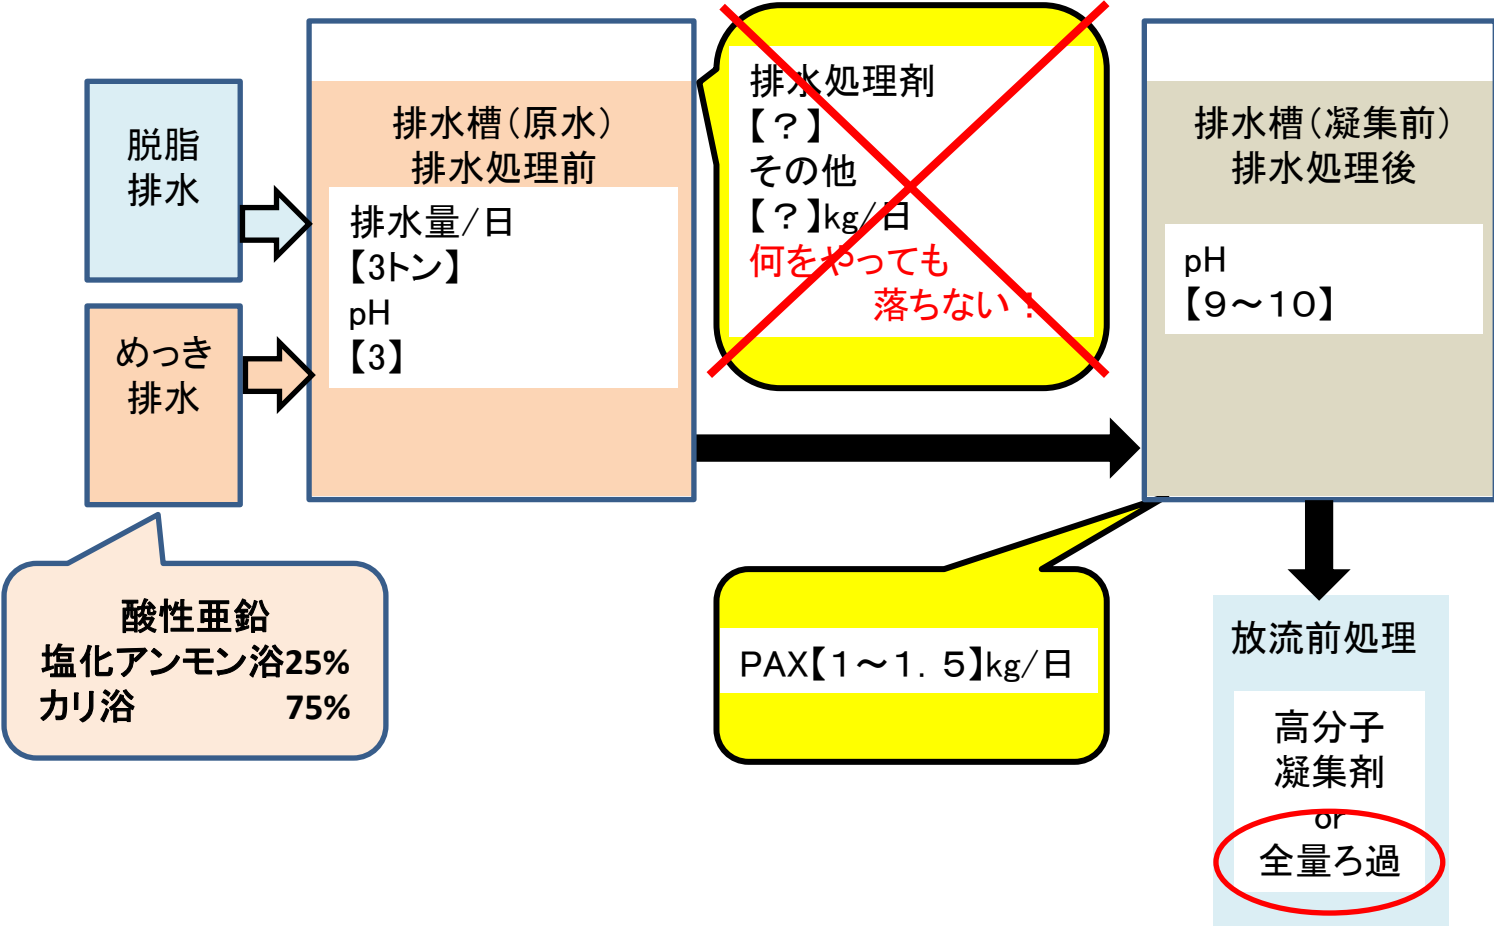 脱脂
排水
めっき
排水
酸性亜鉛
塩化アンモン浴25%
カリ浴 75%
排水槽（原水）
排水処理前
排水量/日
【3トン】
pH
【3】
排水処理剤
【？】
その他
【？】kg/日
何をやっても
落ちない！
PAX【１～１．５】kg/日
排水槽（凝集前）
排水処理後
pH
【９～１０】
放流前処理
高分子
凝集剤
or
全量ろ過